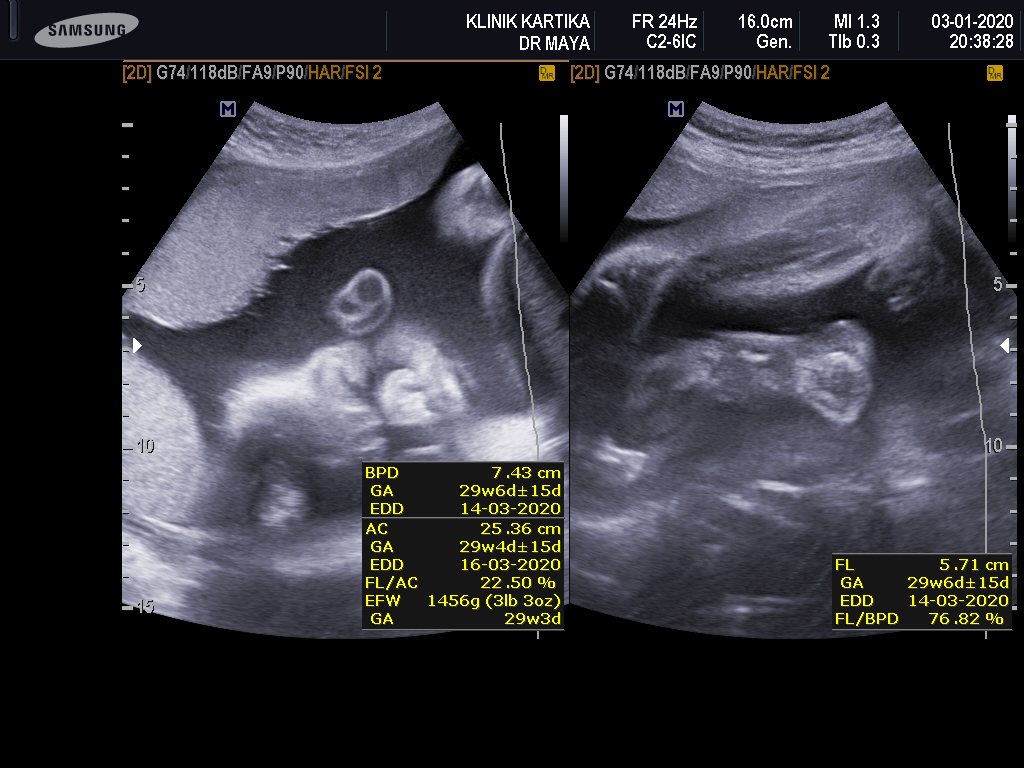 SAMSUNG
KLINIK KARTIKA
DR MAYA
FR 24Hz
C2-6IC
16.0cm
Gen.
MI 1.3
TIb 0.3
03-01-2020
20:38:28
[2D] G74/118dB/FA9/P90/HAR/FSI 2
[2D] G74/118dB/FA9/P90/HAR/FSI 2
M
M
5
10
15
5
10
BPD 7.43 cm
GA 29w6d±15d
EDD 14-03-2020
AC 25.36 cm
GA 29w4d±15d
EDD 16-03-2020
FL/AC 22.50 %
EFW 1456g (3lb 3oz)
GA 29w3d
FL 5.71 cm
GA 29w6d±15d
EDD 14-03-2020
FL/BPD 76.82 %